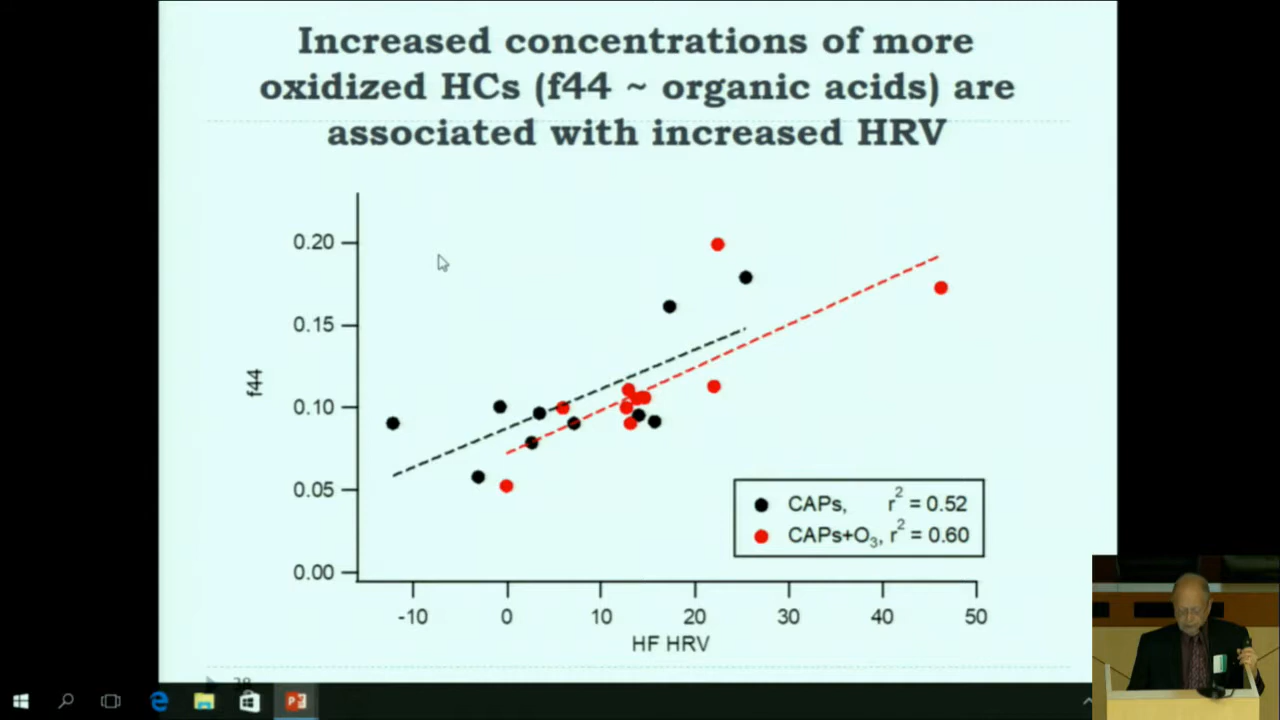 Increased concentrations of more
oxidized HCs (f44 ~ organic acids) are
associated with increased HRV
0.20
0.15
0.10
0.05
0.00
f44
-10 0 10 20 30 40 50
HF HRV
CAPs, r² = 0.52
CAPs+O₃, r² = 0.60